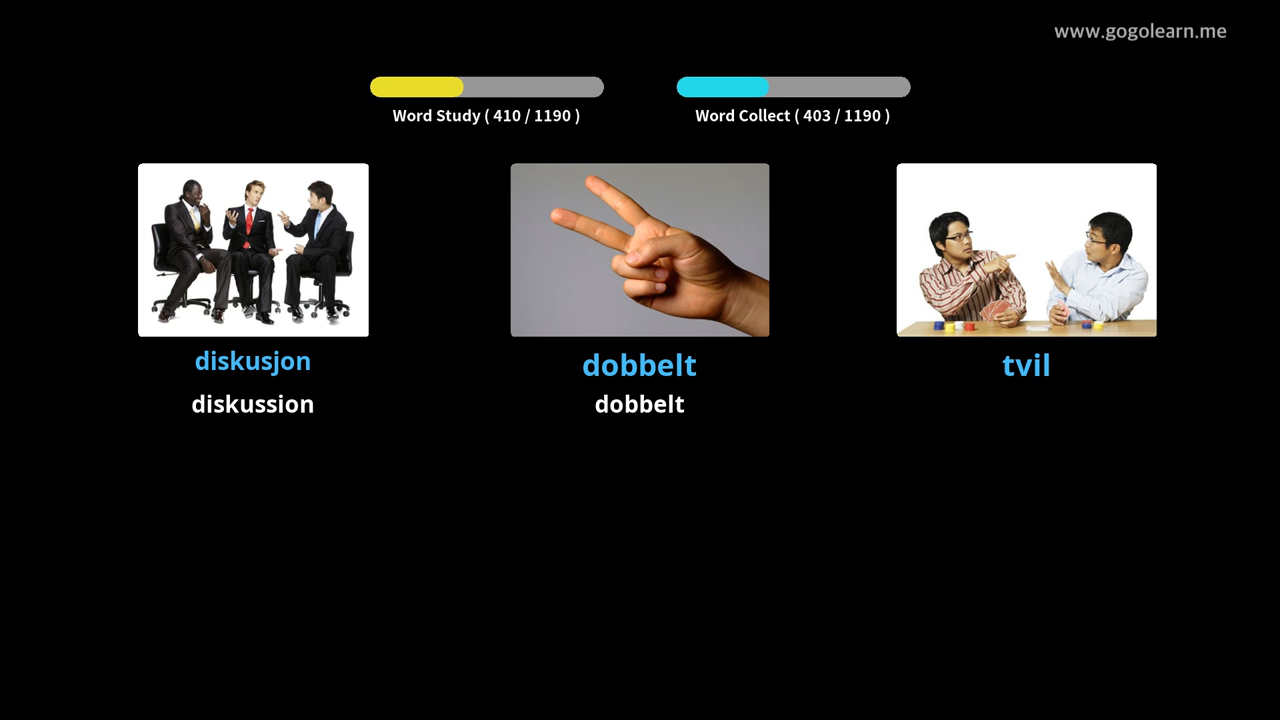 www.gogolearn.me
Word Study ( 410 / 1190 )
Word Collect ( 403 / 1190 )
diskusjon
diskussion
dobbelt
dobbelt
tvil